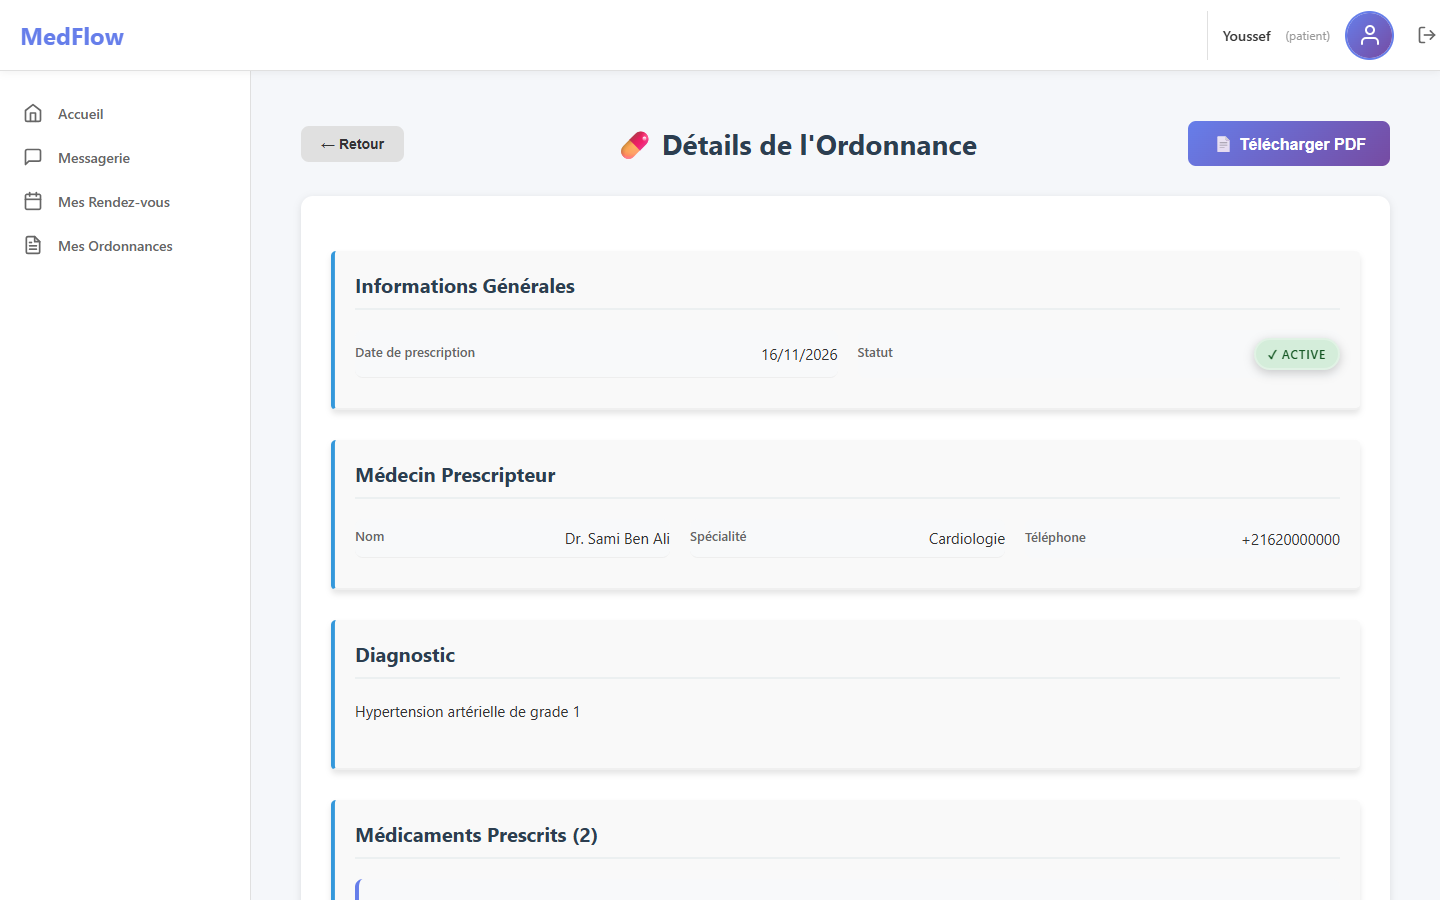 MedFlow
Youssef (patient)
Accueil
Messagerie
Mes Rendez-vous
Mes Ordonnances
← Retour
Détails de l'Ordonnance
Télécharger PDF
Informations Générales
Date de prescription 16/11/2026 Statut ✓ ACTIVE
Médecin Prescripteur
Nom Dr. Sami Ben Ali Spécialité Cardiologie Téléphone +21620000000
Diagnostic
Hypertension artérielle de grade 1
Médicaments Prescrits (2)